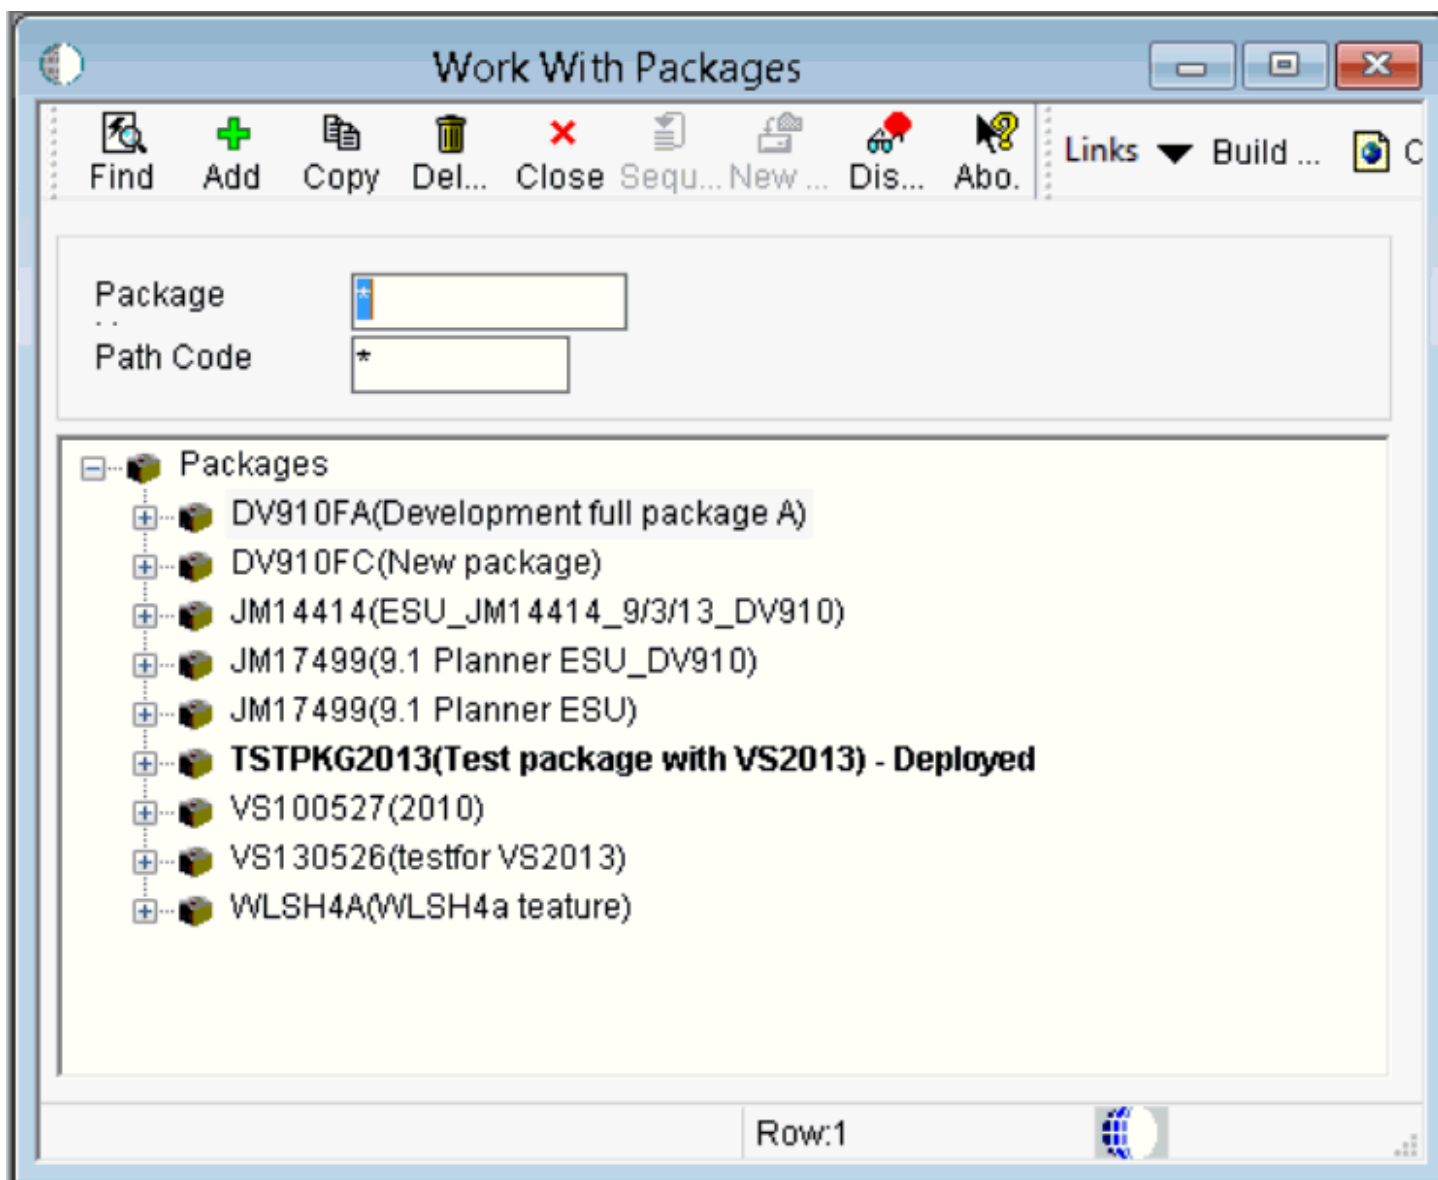 Work With Packages
Find Add Copy Del... Close Sequ... New ... Dis... Abo. Links Build ... C
Package
*
Path Code
*
Packages
DV910FA(Development full package A)
DV910FC(New package)
JM14414(ESU_JM14414_9/3/13_DV910)
JM17499(9.1 Planner ESU_DV910)
JM17499(9.1 Planner ESU)
TSTPKG2013(Test package with VS2013) - Deployed
VS100527(2010)
VS130526(testfor VS2013)
WLSH4A(WLSH4a teature)
Row:1